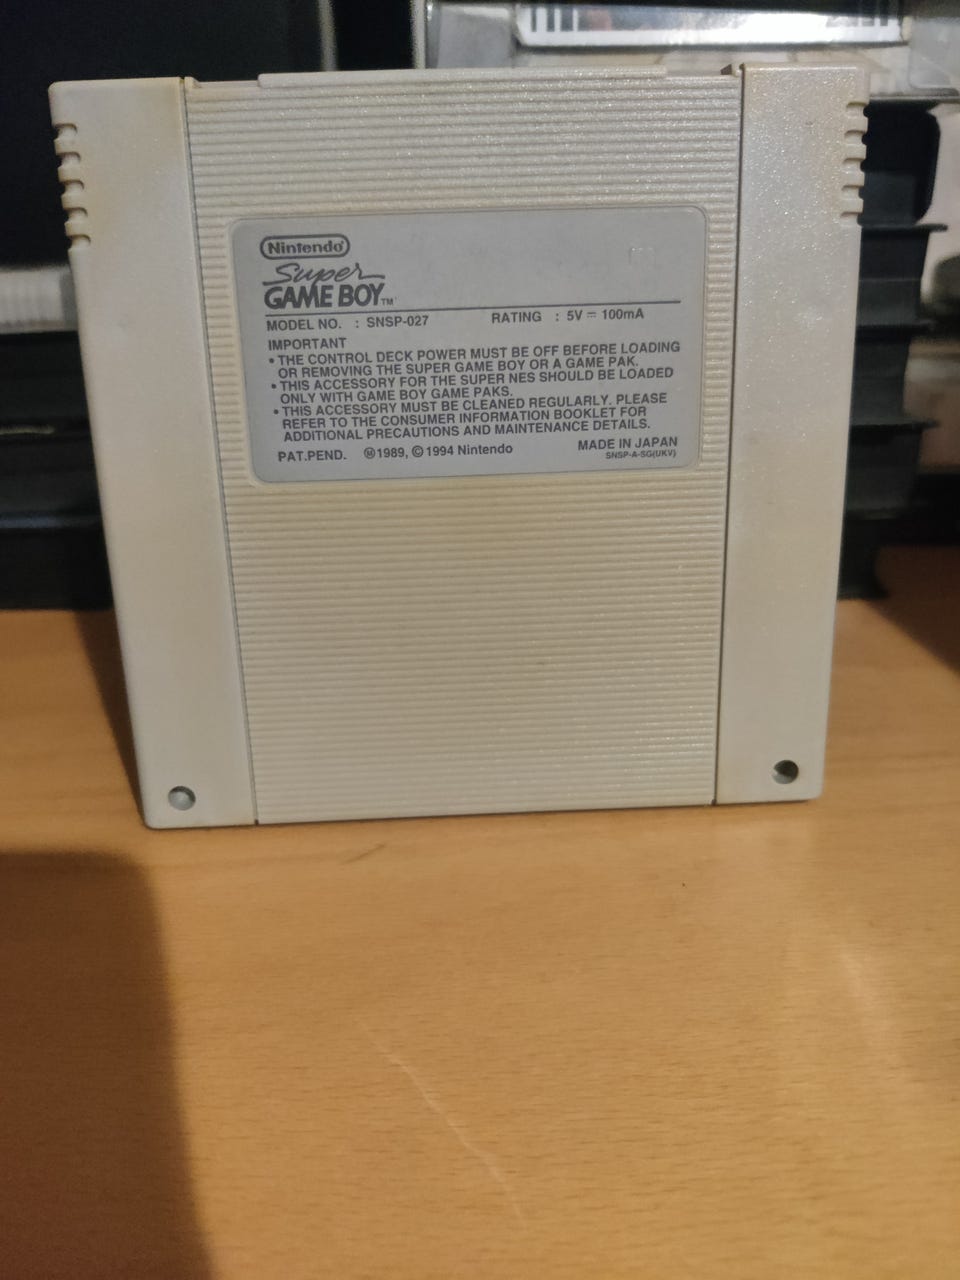 Nintendo
Super
GAME BOY TM
MODEL NO. : SNSP-027 RATING : 5V ⎓ 100mA
IMPORTANT
• THE CONTROL DECK POWER MUST BE OFF BEFORE LOADING
OR REMOVING THE SUPER GAME BOY OR A GAME PAK.
• THIS ACCESSORY FOR THE SUPER NES SHOULD BE LOADED
ONLY WITH GAME BOY GAME PAKS.
• THIS ACCESSORY MUST BE CLEANED REGULARLY. PLEASE
REFER TO THE CONSUMER INFORMATION BOOKLET FOR
ADDITIONAL PRECAUTIONS AND MAINTENANCE DETAILS.
PAT.PEND. Ⓜ1989, ©1994 Nintendo MADE IN JAPAN
SNSP-A-SG(UKV)